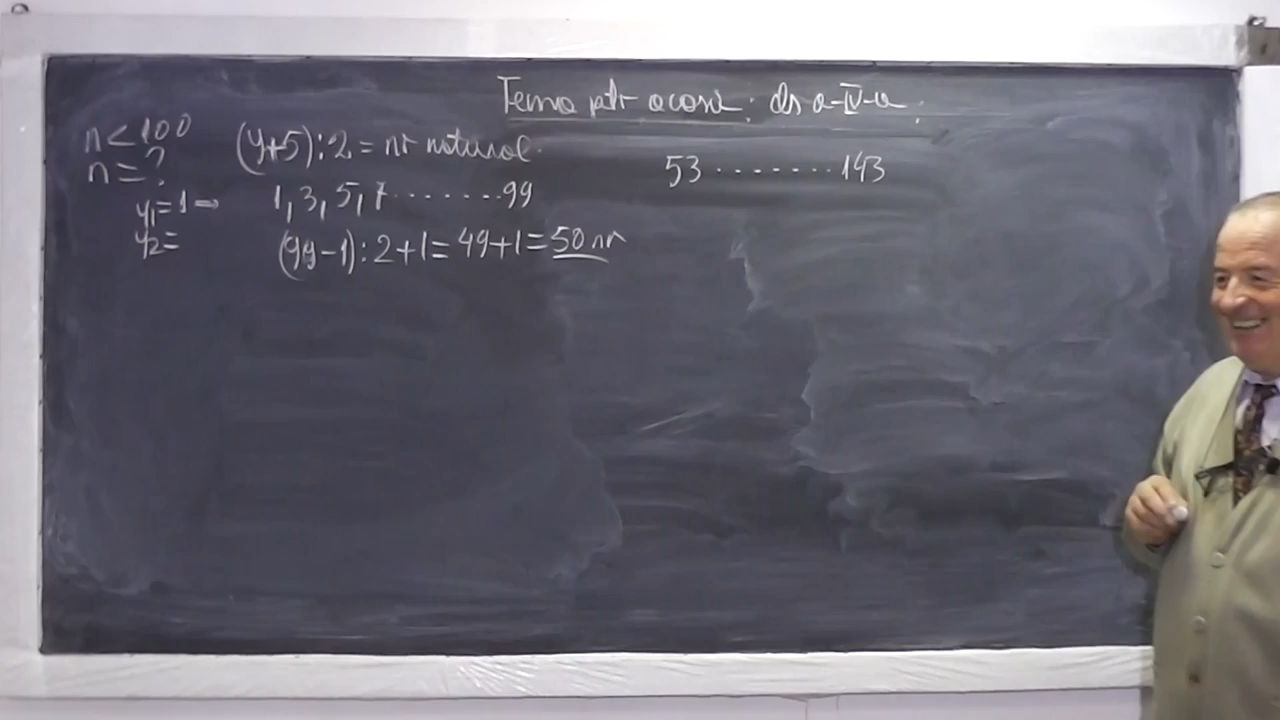 Tema ptr acasă: cls a-IV-a.
n < 100
n = ?
y1 = 1 ⇒
y2 =
(y+5):2 = nr natural.
1, 3, 5, 7 ........ 99
(99-1):2+1 = 49+1 = 50 nr
53 ........ 143